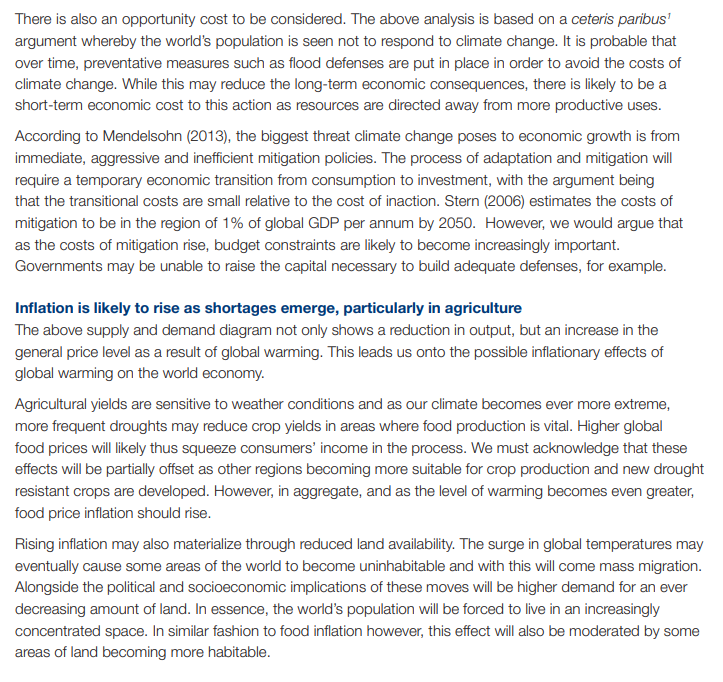 There is also an opportunity cost to be considered. The above analysis is based on a ceteris paribus¹
argument whereby the world's population is seen not to respond to climate change. It is probable that
over time, preventative measures such as flood defenses are put in place in order to avoid the costs of
climate change. While this may reduce the long-term economic consequences, there is likely to be a
short-term economic cost to this action as resources are directed away from more productive uses.
According to Mendelsohn (2013), the biggest threat climate change poses to economic growth is from
immediate, aggressive and inefficient mitigation policies. The process of adaptation and mitigation will
require a temporary economic transition from consumption to investment, with the argument being
that the transitional costs are small relative to the cost of inaction. Stern (2006) estimates the costs of
mitigation to be in the region of 1% of global GDP per annum by 2050.  However, we would argue that
as the costs of mitigation rise, budget constraints are likely to become increasingly important.
Governments may be unable to raise the capital necessary to build adequate defenses, for example.
Inflation is likely to rise as shortages emerge, particularly in agriculture
The above supply and demand diagram not only shows a reduction in output, but an increase in the
general price level as a result of global warming. This leads us onto the possible inflationary effects of
global warming on the world economy.
Agricultural yields are sensitive to weather conditions and as our climate becomes ever more extreme,
more frequent droughts may reduce crop yields in areas where food production is vital. Higher global
food prices will likely thus squeeze consumers' income in the process. We must acknowledge that these
effects will be partially offset as other regions becoming more suitable for crop production and new drought
resistant crops are developed. However, in aggregate, and as the level of warming becomes even greater,
food price inflation should rise.
Rising inflation may also materialize through reduced land availability. The surge in global temperatures may
eventually cause some areas of the world to become uninhabitable and with this will come mass migration.
Alongside the political and socioeconomic implications of these moves will be higher demand for an ever
decreasing amount of land. In essence, the world's population will be forced to live in an increasingly
concentrated space. In similar fashion to food inflation however, this effect will also be moderated by some
areas of land becoming more habitable.